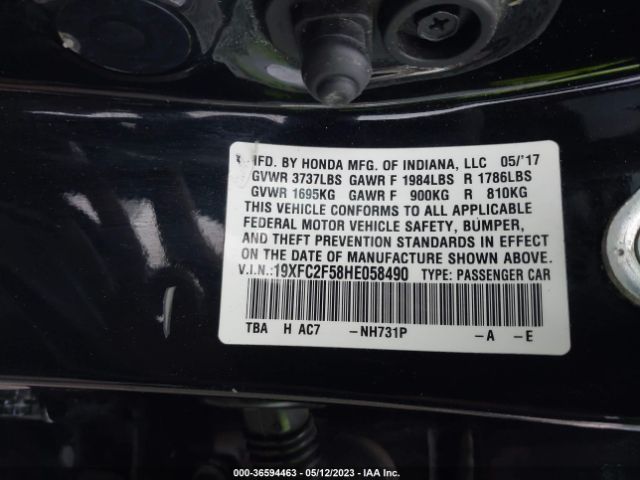 MFD. BY HONDA MFG. OF INDIANA, LLC 05/'17
GVWR 3737LBS GAWR F 1984LBS R 1786LBS
GVWR 1695KG GAWR F 900KG R 810KG
THIS VEHICLE CONFORMS TO ALL APPLICABLE
FEDERAL MOTOR VEHICLE SAFETY, BUMPER,
AND THEFT PREVENTION STANDARDS IN EFFECT
ON THE DATE OF MANUFACTURE SHOWN ABOVE.
V.I.N.:19XFC2F58HE058490 TYPE: PASSENGER CAR
TBA H AC7 -NH731P -A -E
000-36594463 - 05/12/2023 - IAA Inc.